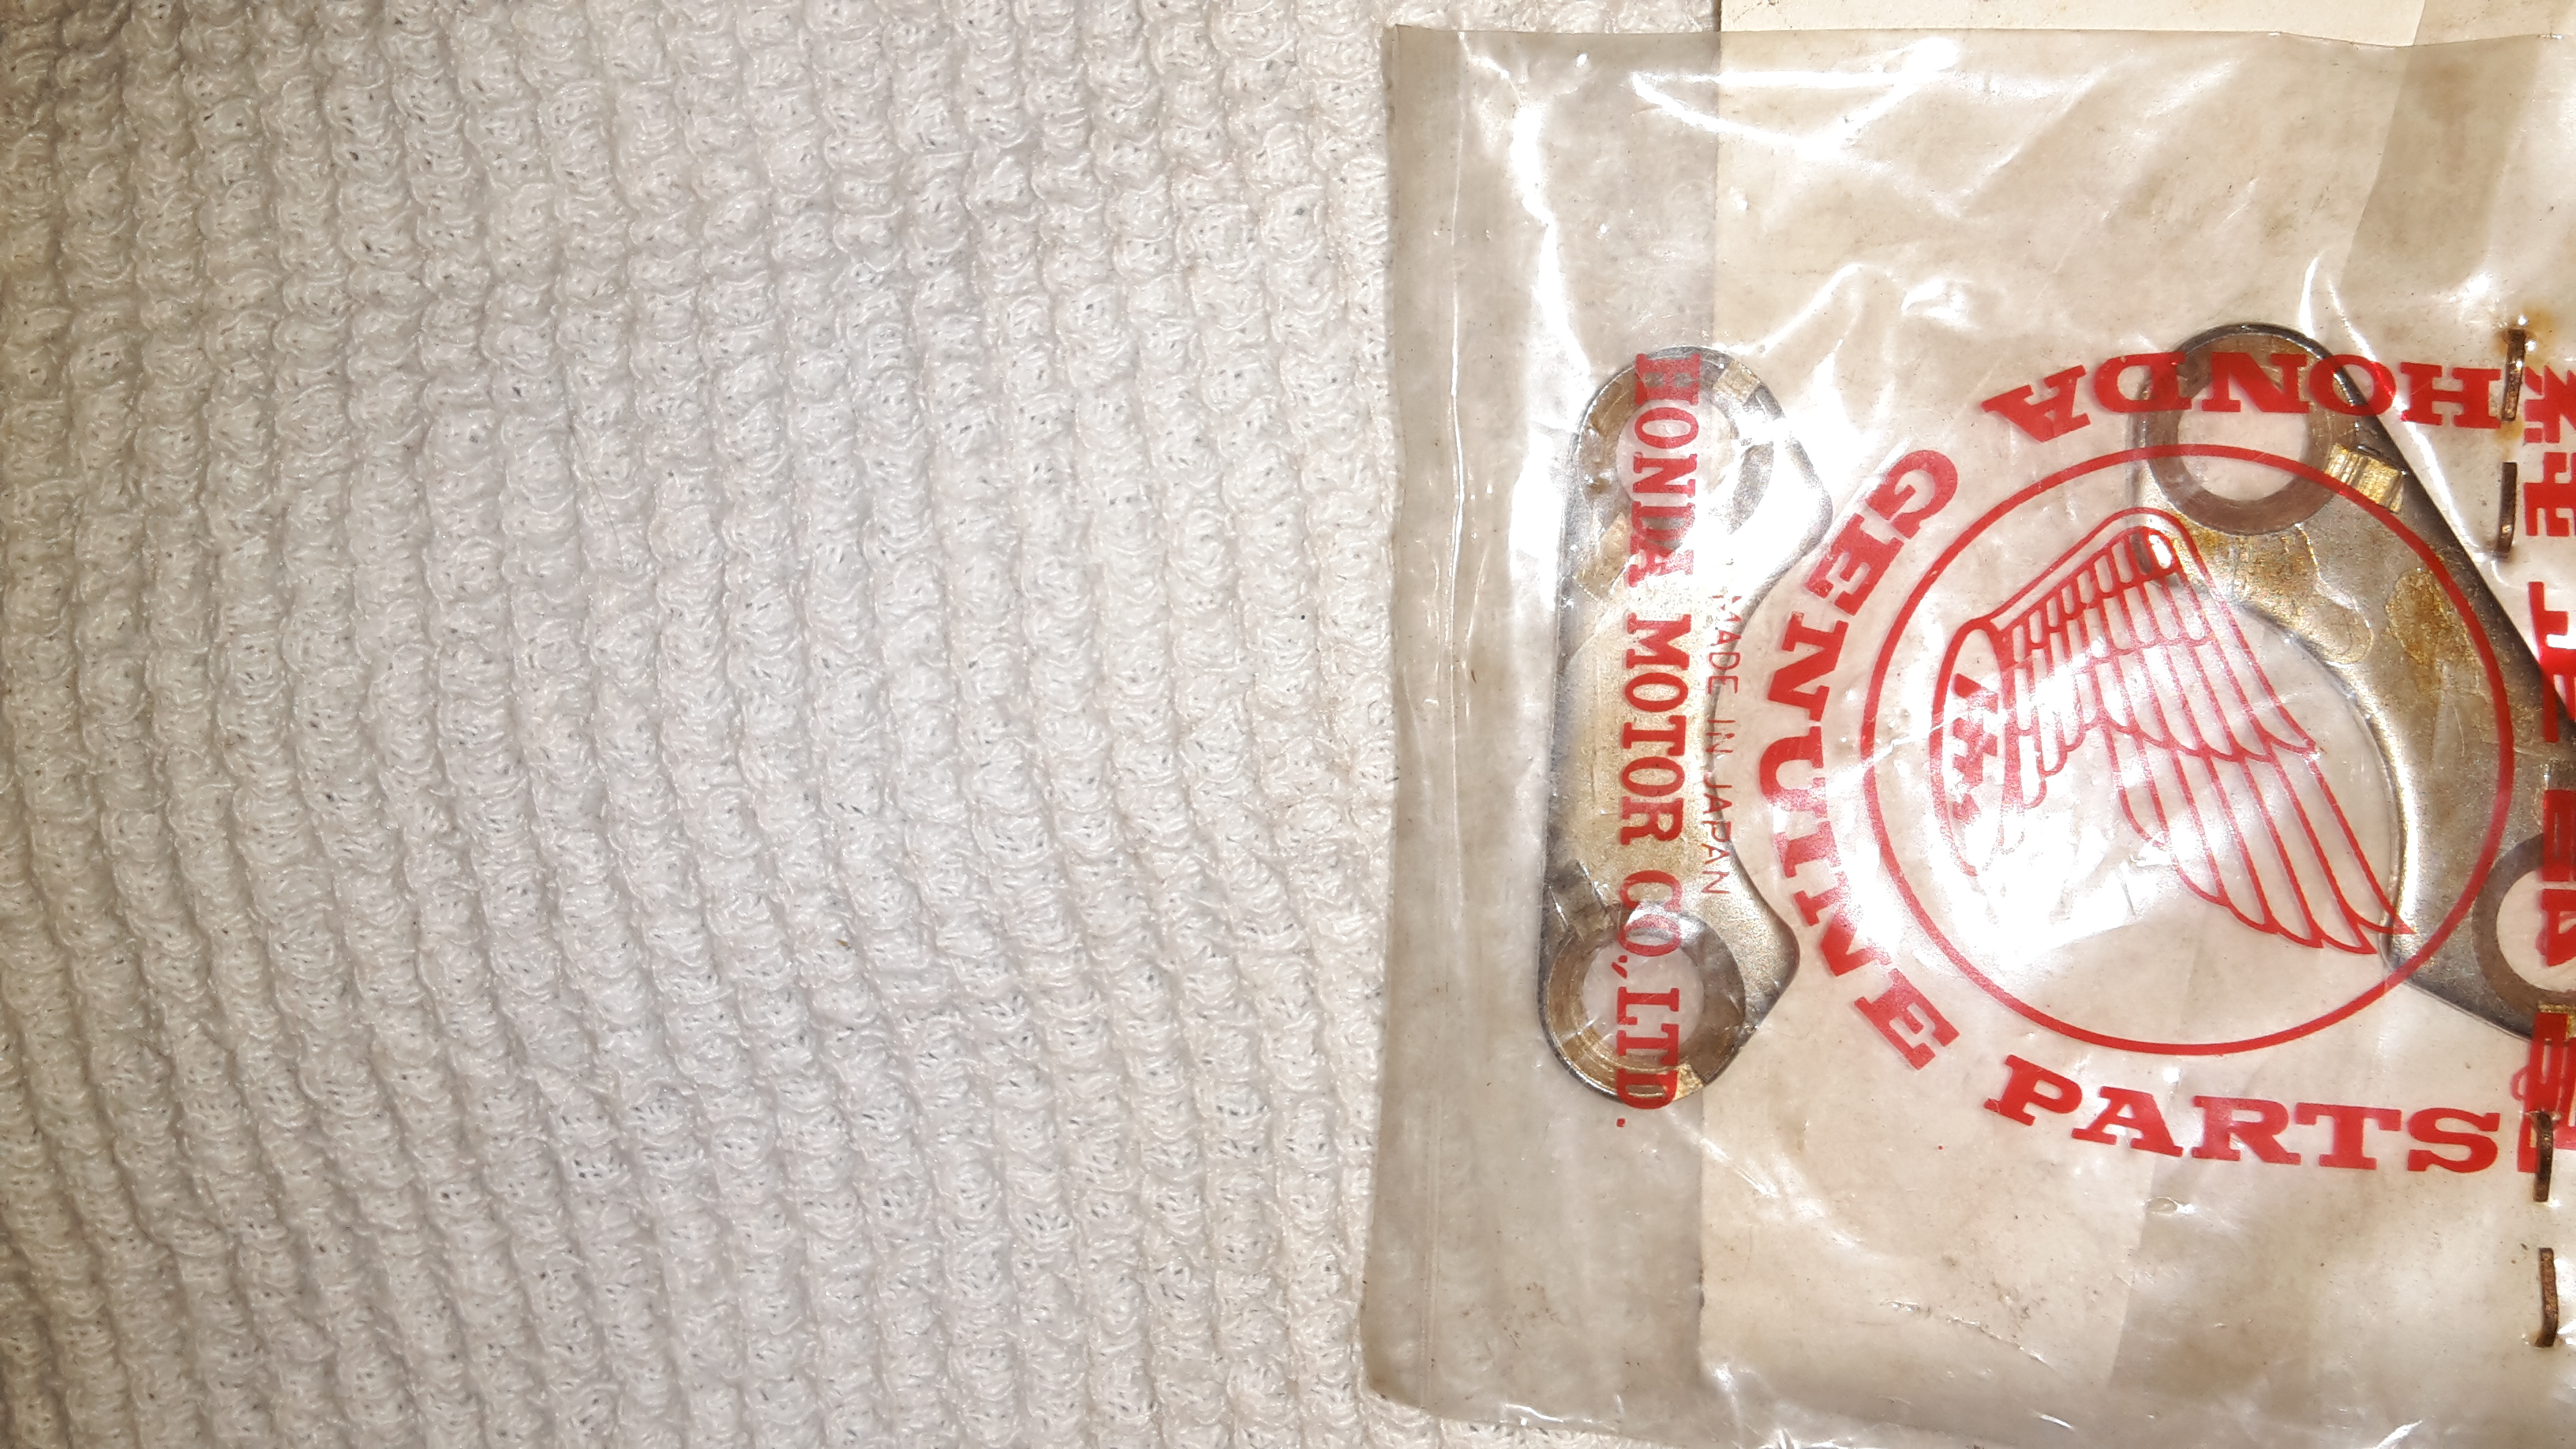 HONDA GENUINE PARTS
HONDA MOTOR CO., LTD.
MADE IN JAPAN